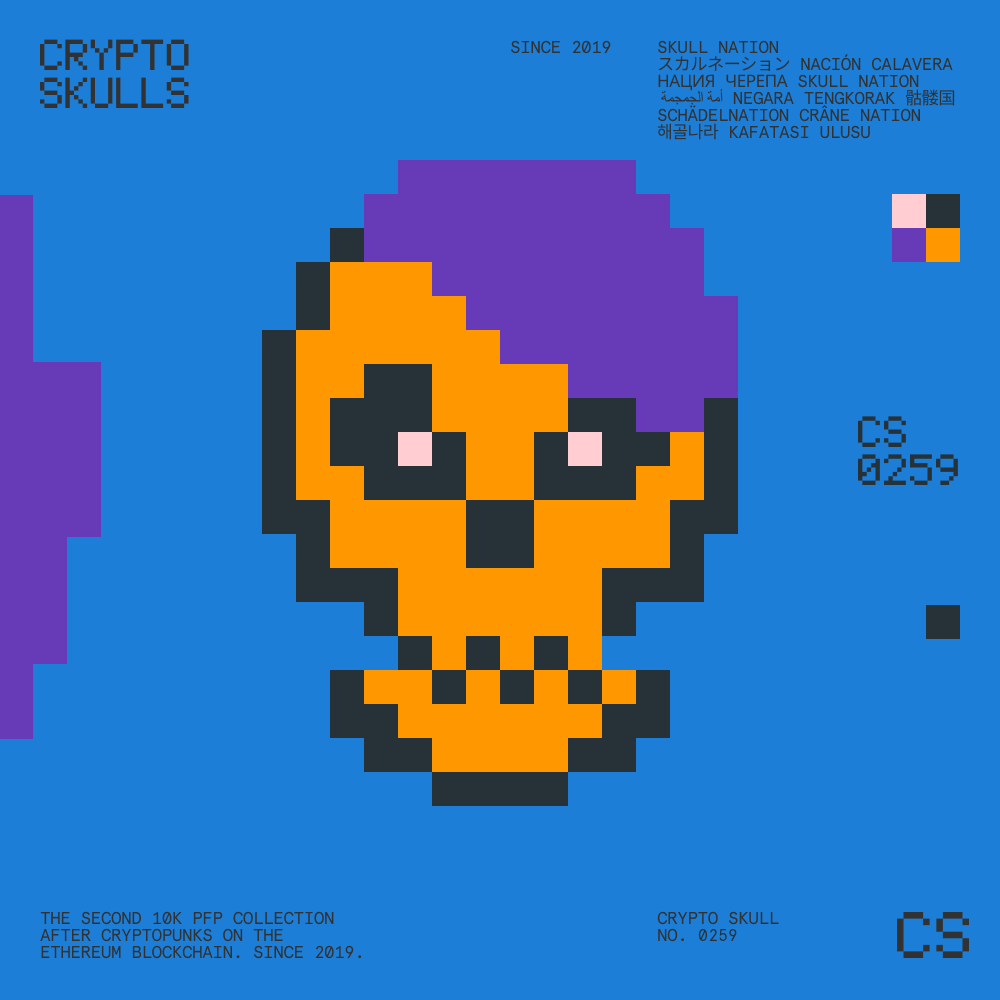 CRYPTO
SKULLS
SINCE 2019
SKULL NATION
スカルネーション NACIÓN CALAVERA
НАЦИЯ ЧЕРЕПА SKULL NATION
أمة الجمجمة NEGARA TENGKORAK 骷髅国
SCHÄDELNATION CRÂNE NATION
해골나라 KAFATASI ULUSU
CS
0259
THE SECOND 10K PFP COLLECTION
AFTER CRYPTOPUNKS ON THE
ETHEREUM BLOCKCHAIN. SINCE 2019.
CRYPTO SKULL
NO. 0259
CS